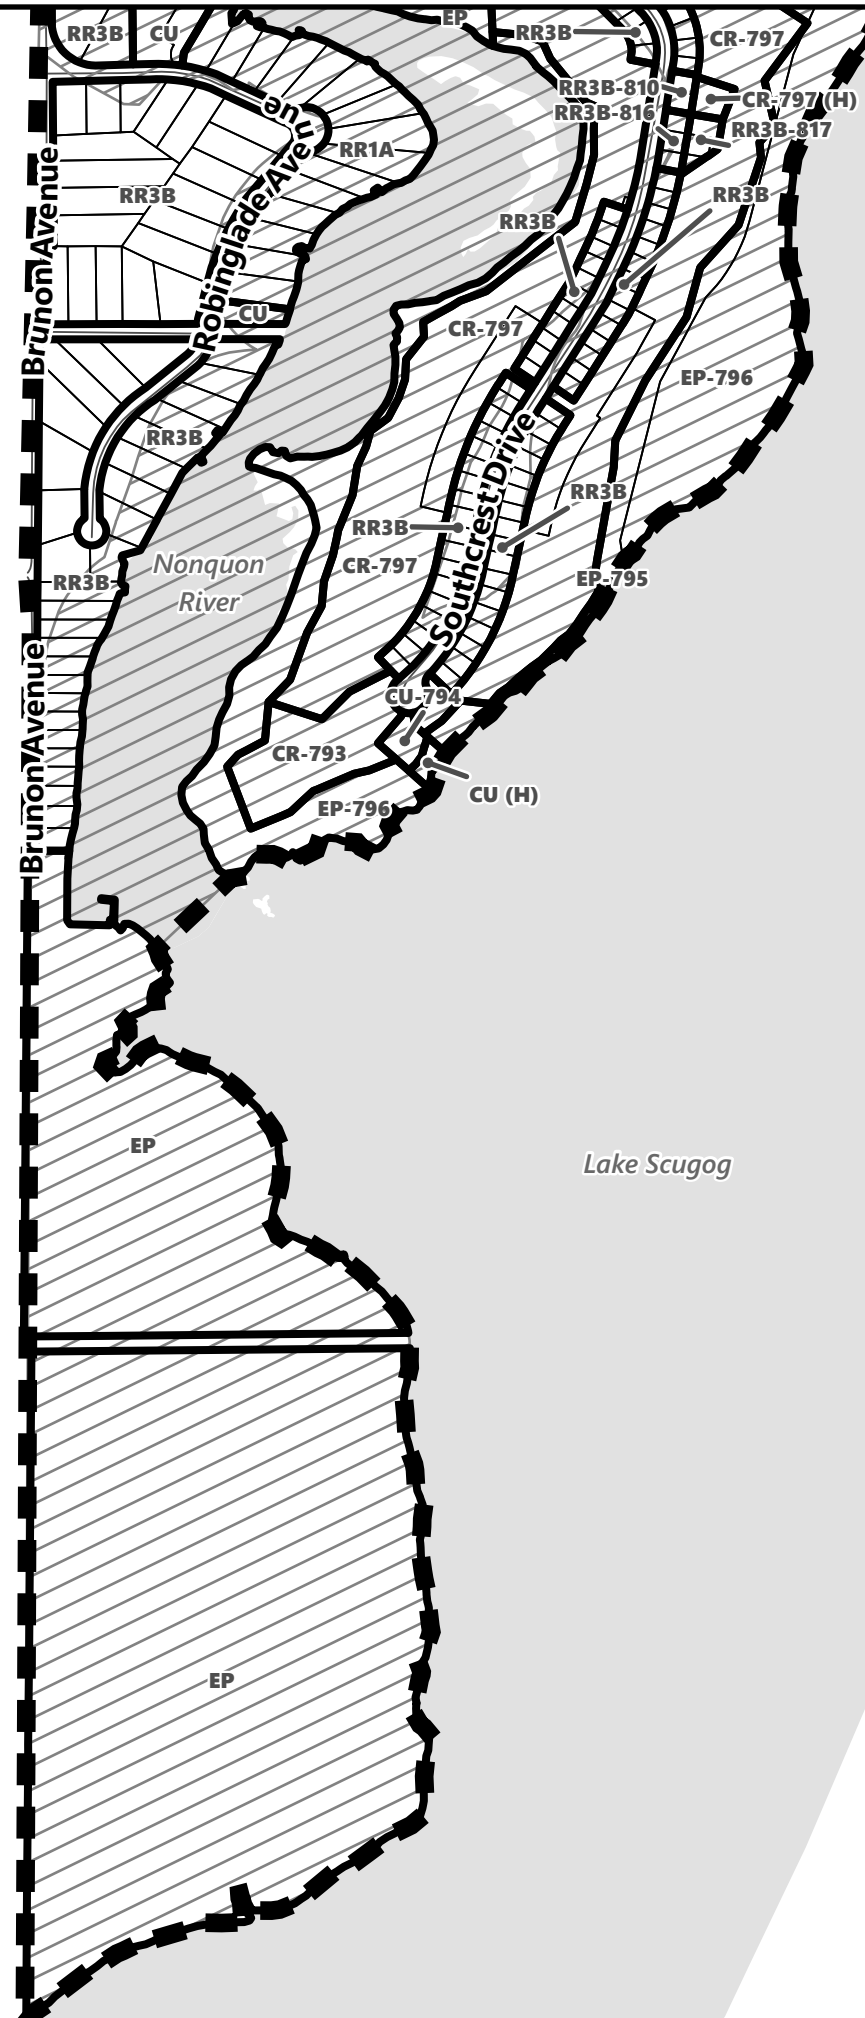 EP
RR3B
CU
RR3B
CR-797
RR3B-810
CR-797 (H)
RR3B-816
RR3B-817
Robinglade Avenue
RR1A
RR3B
RR3B
RR3B
Brunon Avenue
CU
CR-797
EP-796
RR3B
RR3B
RR3B
CR-797
Southcrest Drive
Nonquon
River
RR3B
EP-795
Brunon Avenue
CU-794
CR-793
CU (H)
EP-796
EP
Lake Scugog
EP